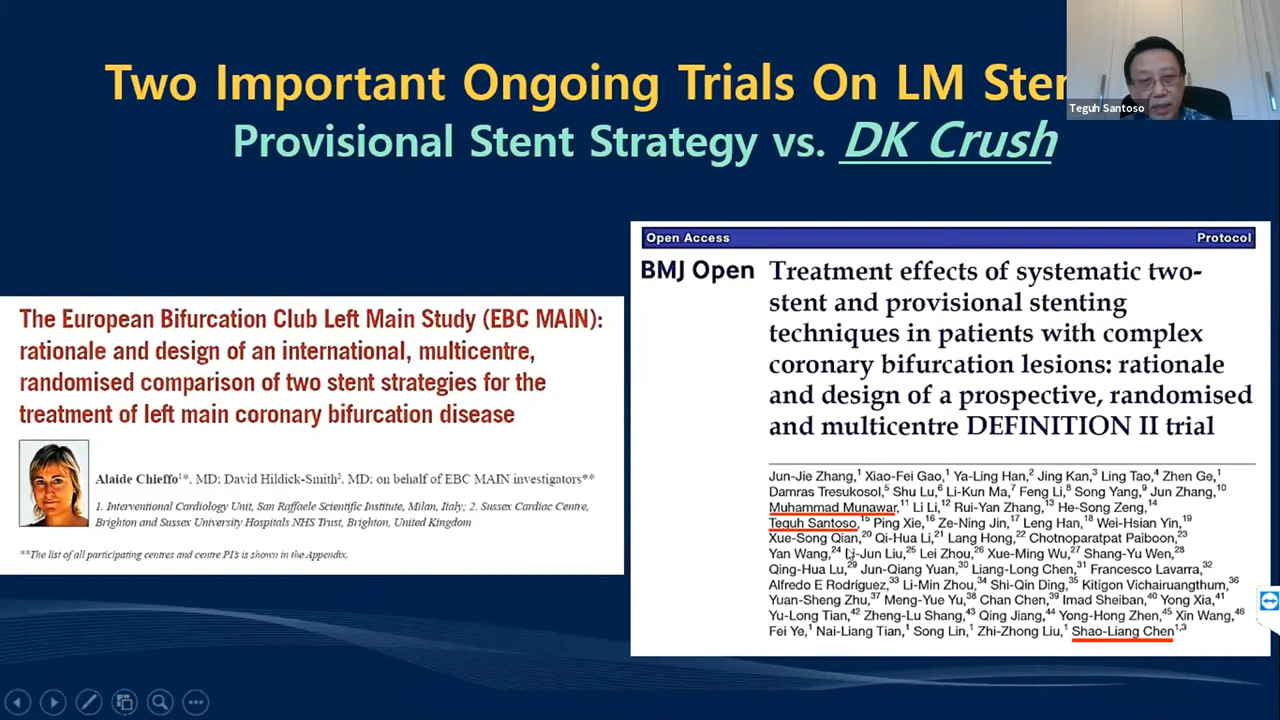 Two Important Ongoing Trials On LM
Provisional Stent Strategy vs. DK Crush
Teguh Santoso
The European Bifurcation Club Left Main Study (EBC MAIN):
rationale and design of an international, multicentre,
randomised comparison of two stent strategies for the
treatment of left main coronary bifurcation disease
Alaide Chieffo1*, MD; David Hildick-Smith2, MD; on behalf of EBC MAIN investigators**
1. Interventional Cardiology Unit, San Raffaele Scientific Institute, Milan, Italy; 2. Sussex Cardiac Centre,
Brighton and Sussex University Hospitals NHS Trust, Brighton, United Kingdom
**The list of all participating centres and centre PI's is shown in the Appendix.
Open Access Protocol
BMJ Open Treatment effects of systematic two-
stent and provisional stenting
techniques in patients with complex
coronary bifurcation lesions: rationale
and design of a prospective, randomised
and multicentre DEFINITION II trial
Jun-Jie Zhang,1 Xiao-Fei Gao,1 Ya-Ling Han,2 Jing Kan,3 Ling Tao,4 Zhen Ge,1
Damras Tresukosol,5 Shu Lu,6 Li-Kun Ma,7 Feng Li,8 Song Yang,9 Jun Zhang,10
Muhammad Munawar,11 Li Li,12 Rui-Yan Zhang,13 He-Song Zeng,14
Teguh Santoso,15 Ping Xie,16 Ze-Ning Jin,17 Leng Han,18 Wei-Hsian Yin,19
Xue-Song Qian,20 Qi-Hua Li,21 Lang Hong,22 Chotnoparatpat Paiboon,23
Yan Wang,24 Li-Jun Liu,25 Lei Zhou,26 Xue-Ming Wu,27 Shang-Yu Wen,28
Qing-Hua Lu,29 Jun-Qiang Yuan,30 Liang-Long Chen,31 Francesco Lavarra,32
Alfredo E Rodríguez,33 Li-Min Zhou,34 Shi-Qin Ding,35 Kitigon Vichairuangthum,36
Yuan-Sheng Zhu,37 Meng-Yue Yu,38 Chan Chen,39 Imad Sheiban,40 Yong Xia,41
Yu-Long Tian,42 Zheng-Lu Shang,43 Qing Jiang,44 Yong-Hong Zhen,45 Xin Wang,46
Fei Ye,1 Nai-Liang Tian,1 Song Lin,1 Zhi-Zhong Liu,1 Shao-Liang Chen1,3